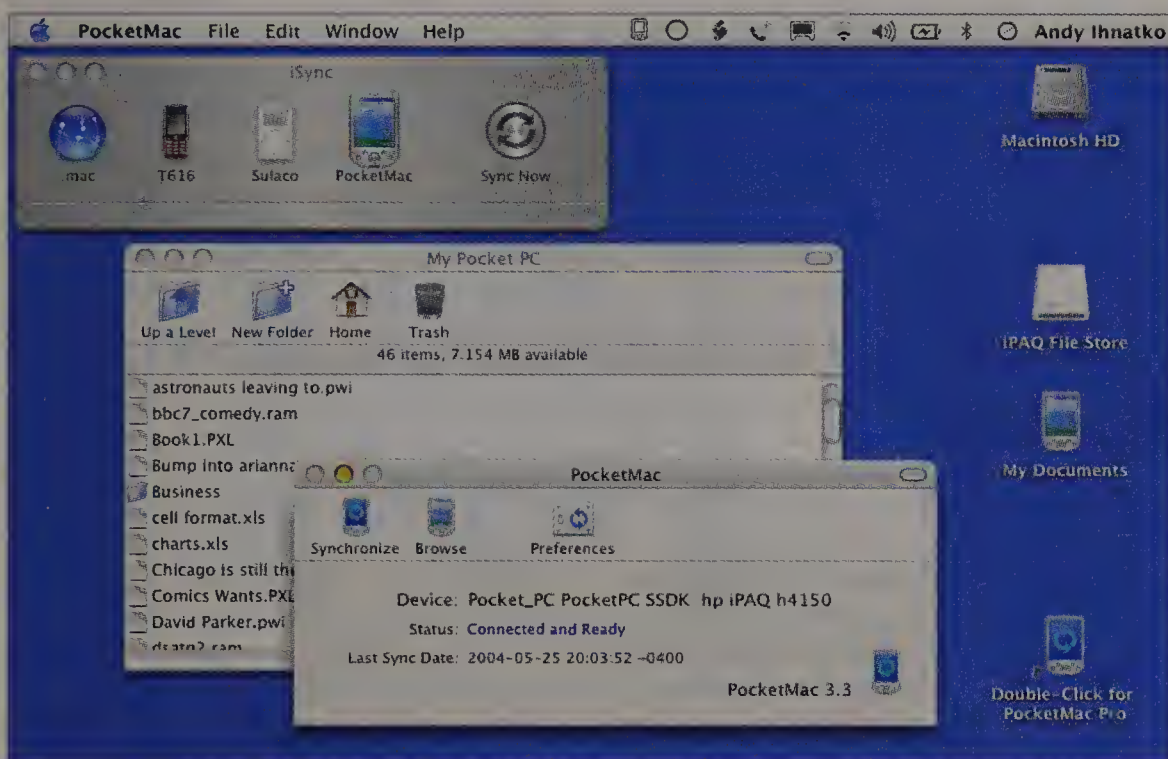 PocketMac File Edit Window Help Andy Ihnatko
iSync
.mac T616 Sulaco PocketMac Sync Now
Macintosh HD
My Pocket PC
Up a Level New Folder Home Trash
46 items, 7.154 MB available
astronauts leaving to.pwi
bbc7_comedy.ram
Book1.PXL
Bump into arianna
Business
cell format.xls
charts.xls
Chicago is still the
Comics Wants.PXL
David Parker.pwi
dsatn2.ram
iPAQ File Store
My Documents
Double-Click for
PocketMac Pro
PocketMac
Synchronize Browse Preferences
Device: Pocket_PC PocketPC SSDK hp iPAQ h4150
Status: Connected and Ready
Last Sync Date: 2004-05-25 20:03:52 -0400
PocketMac 3.3